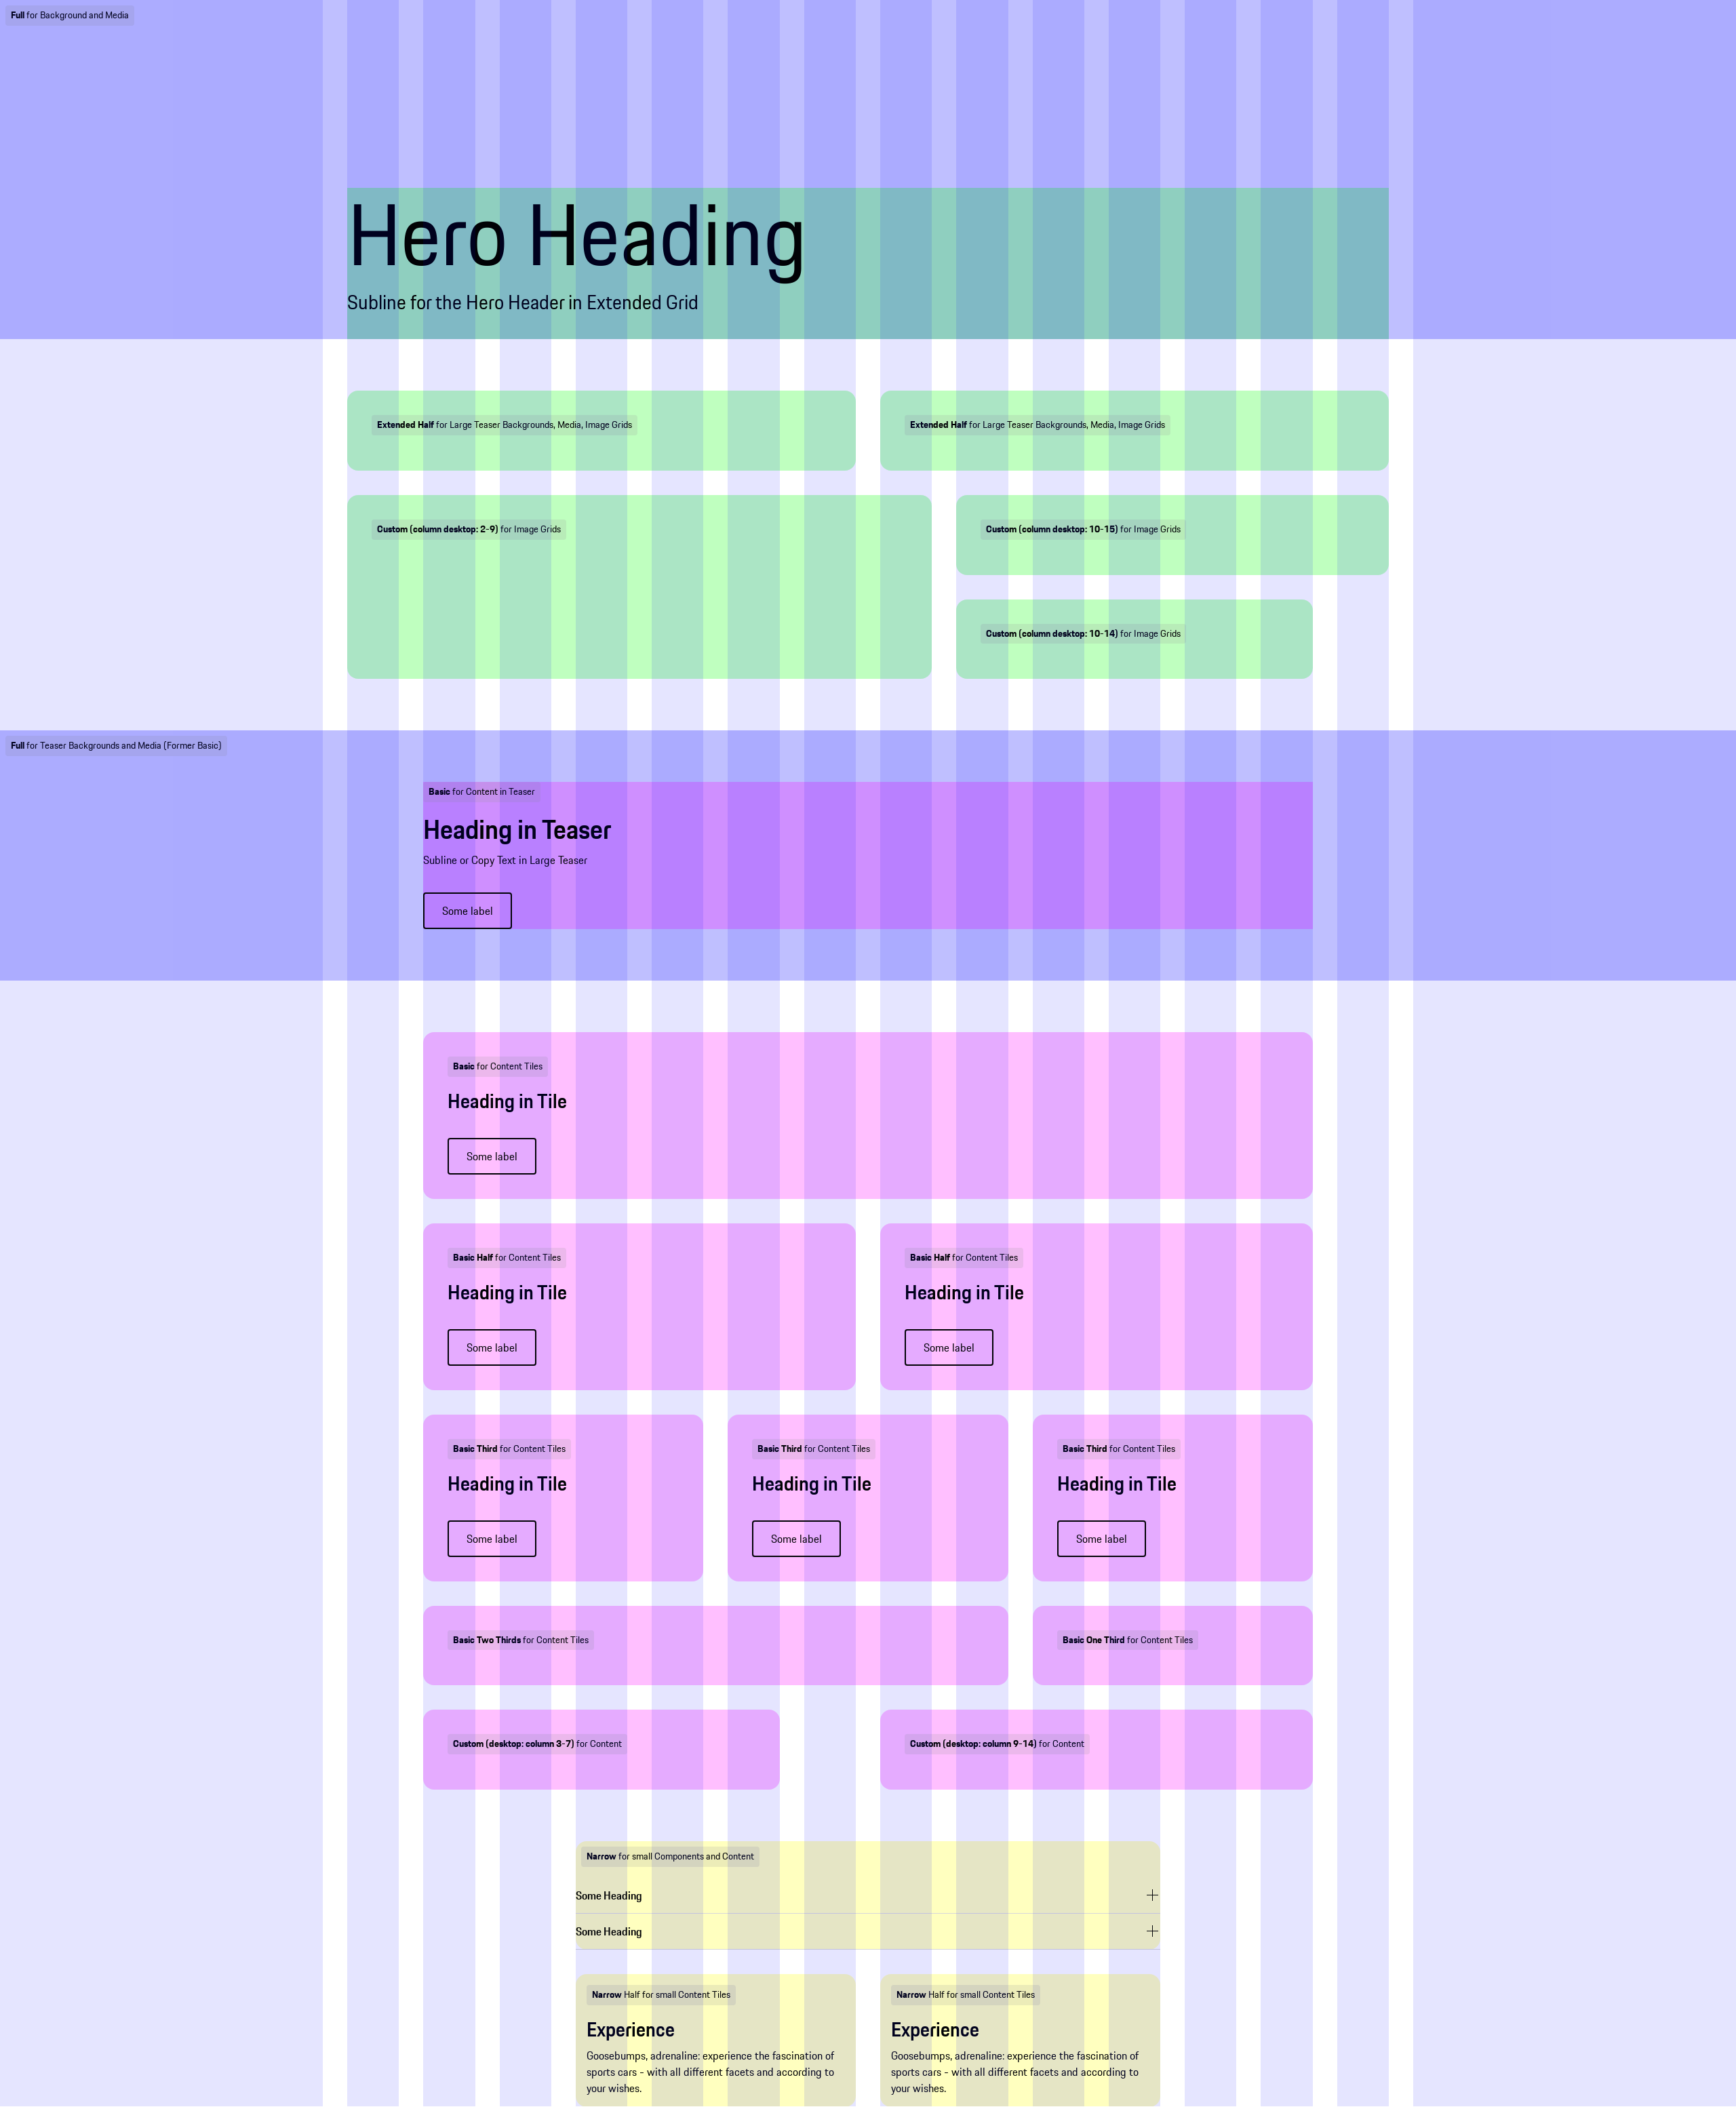 Full for Background and Media
Hero Heading
Subline for the Hero Header in Extended Grid
Extended Half for Large Teaser Backgrounds, Media, Image Grids
Extended Half for Large Teaser Backgrounds, Media, Image Grids
Custom (column desktop: 2-9) for Image Grids
Custom (column desktop: 10-15) for Image Grids
Custom (column desktop: 10-14) for Image Grids
Full for Teaser Backgrounds and Media (Former Basic)
Basic for Content in Teaser
Heading in Teaser
Subline or Copy Text in Large Teaser
Some label
Basic for Content Tiles
Heading in Tile
Some label
Basic Half for Content Tiles
Heading in Tile
Some label
Basic Half for Content Tiles
Heading in Tile
Some label
Basic Third for Content Tiles
Heading in Tile
Some label
Basic Third for Content Tiles
Heading in Tile
Some label
Basic Third for Content Tiles
Heading in Tile
Some label
Basic Two Thirds for Content Tiles
Basic One Third for Content Tiles
Custom (desktop: column 3-7) for Content
Custom (desktop: column 9-14) for Content
Narrow for small Components and Content
Some Heading
Some Heading
Narrow Half for small Content Tiles
Experience
Goosebumps, adrenaline: experience the fascination of
sports cars - with all different facets and according to
your wishes.
Narrow Half for small Content Tiles
Experience
Goosebumps, adrenaline: experience the fascination of
sports cars - with all different facets and according to
your wishes.